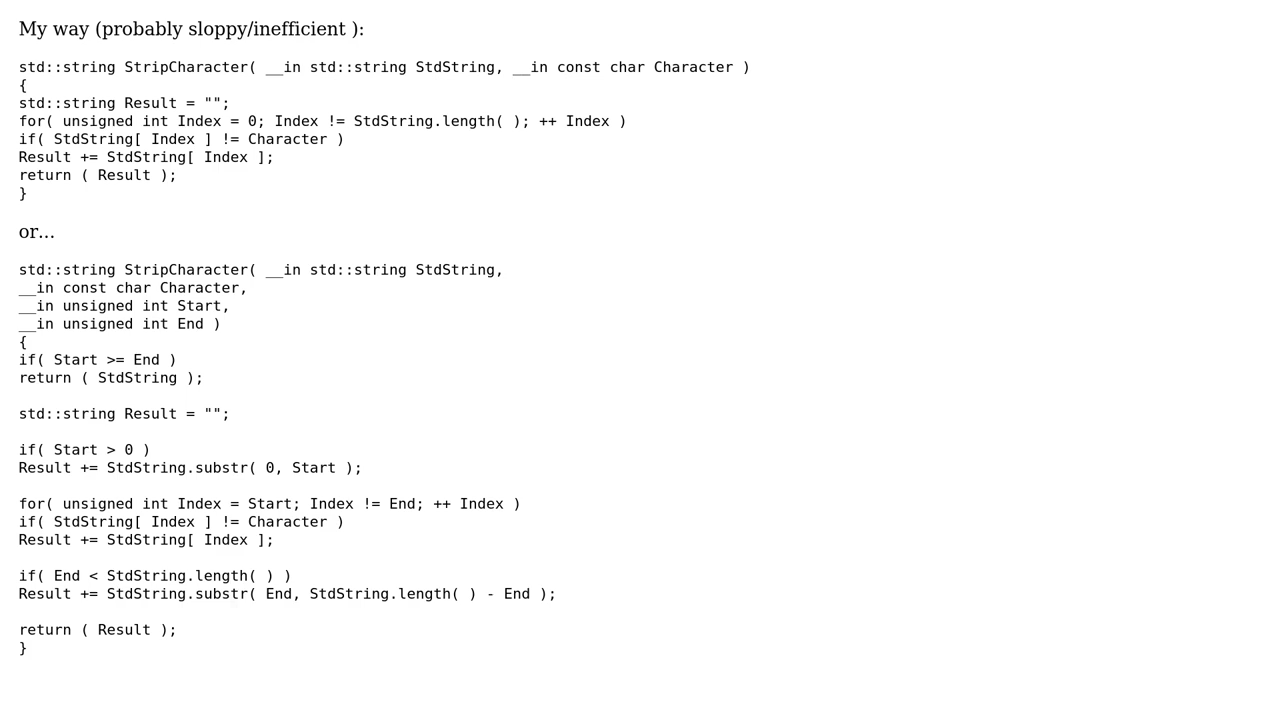 My way (probably sloppy/inefficient ):
std::string StripCharacter( __in std::string StdString, __in const char Character )
{
std::string Result = "";
for( unsigned int Index = 0; Index != StdString.length( ); ++ Index )
if( StdString[ Index ] != Character )
Result += StdString[ Index ];
return ( Result );
}
or...
std::string StripCharacter( __in std::string StdString,
__in const char Character,
__in unsigned int Start,
__in unsigned int End )
{
if( Start >= End )
return ( StdString );
std::string Result = "";
if( Start > 0 )
Result += StdString.substr( 0, Start );
for( unsigned int Index = Start; Index != End; ++ Index )
if( StdString[ Index ] != Character )
Result += StdString[ Index ];
if( End < StdString.length( ) )
Result += StdString.substr( End, StdString.length( ) - End );
return ( Result );
}